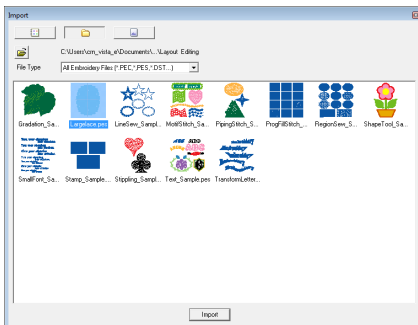 Import
C:\Users\cm_vista_e\Documents\...\Layout Editing
File Type
All Embroidery Files (*.PEC,*.PES,*.DST...)
Gradation_Sa...
Largelace.pes
LineSew_Sampl...
MotifStitch_Sa...
PipingStitch_S...
ProgFillStitch_...
RegionSew_S...
ShapeTool_Sa...
SmallFont_Sa...
Stamp_Sample....
Stippling_Sampl...
Text_Sample.pes
TransformLetter...
Import